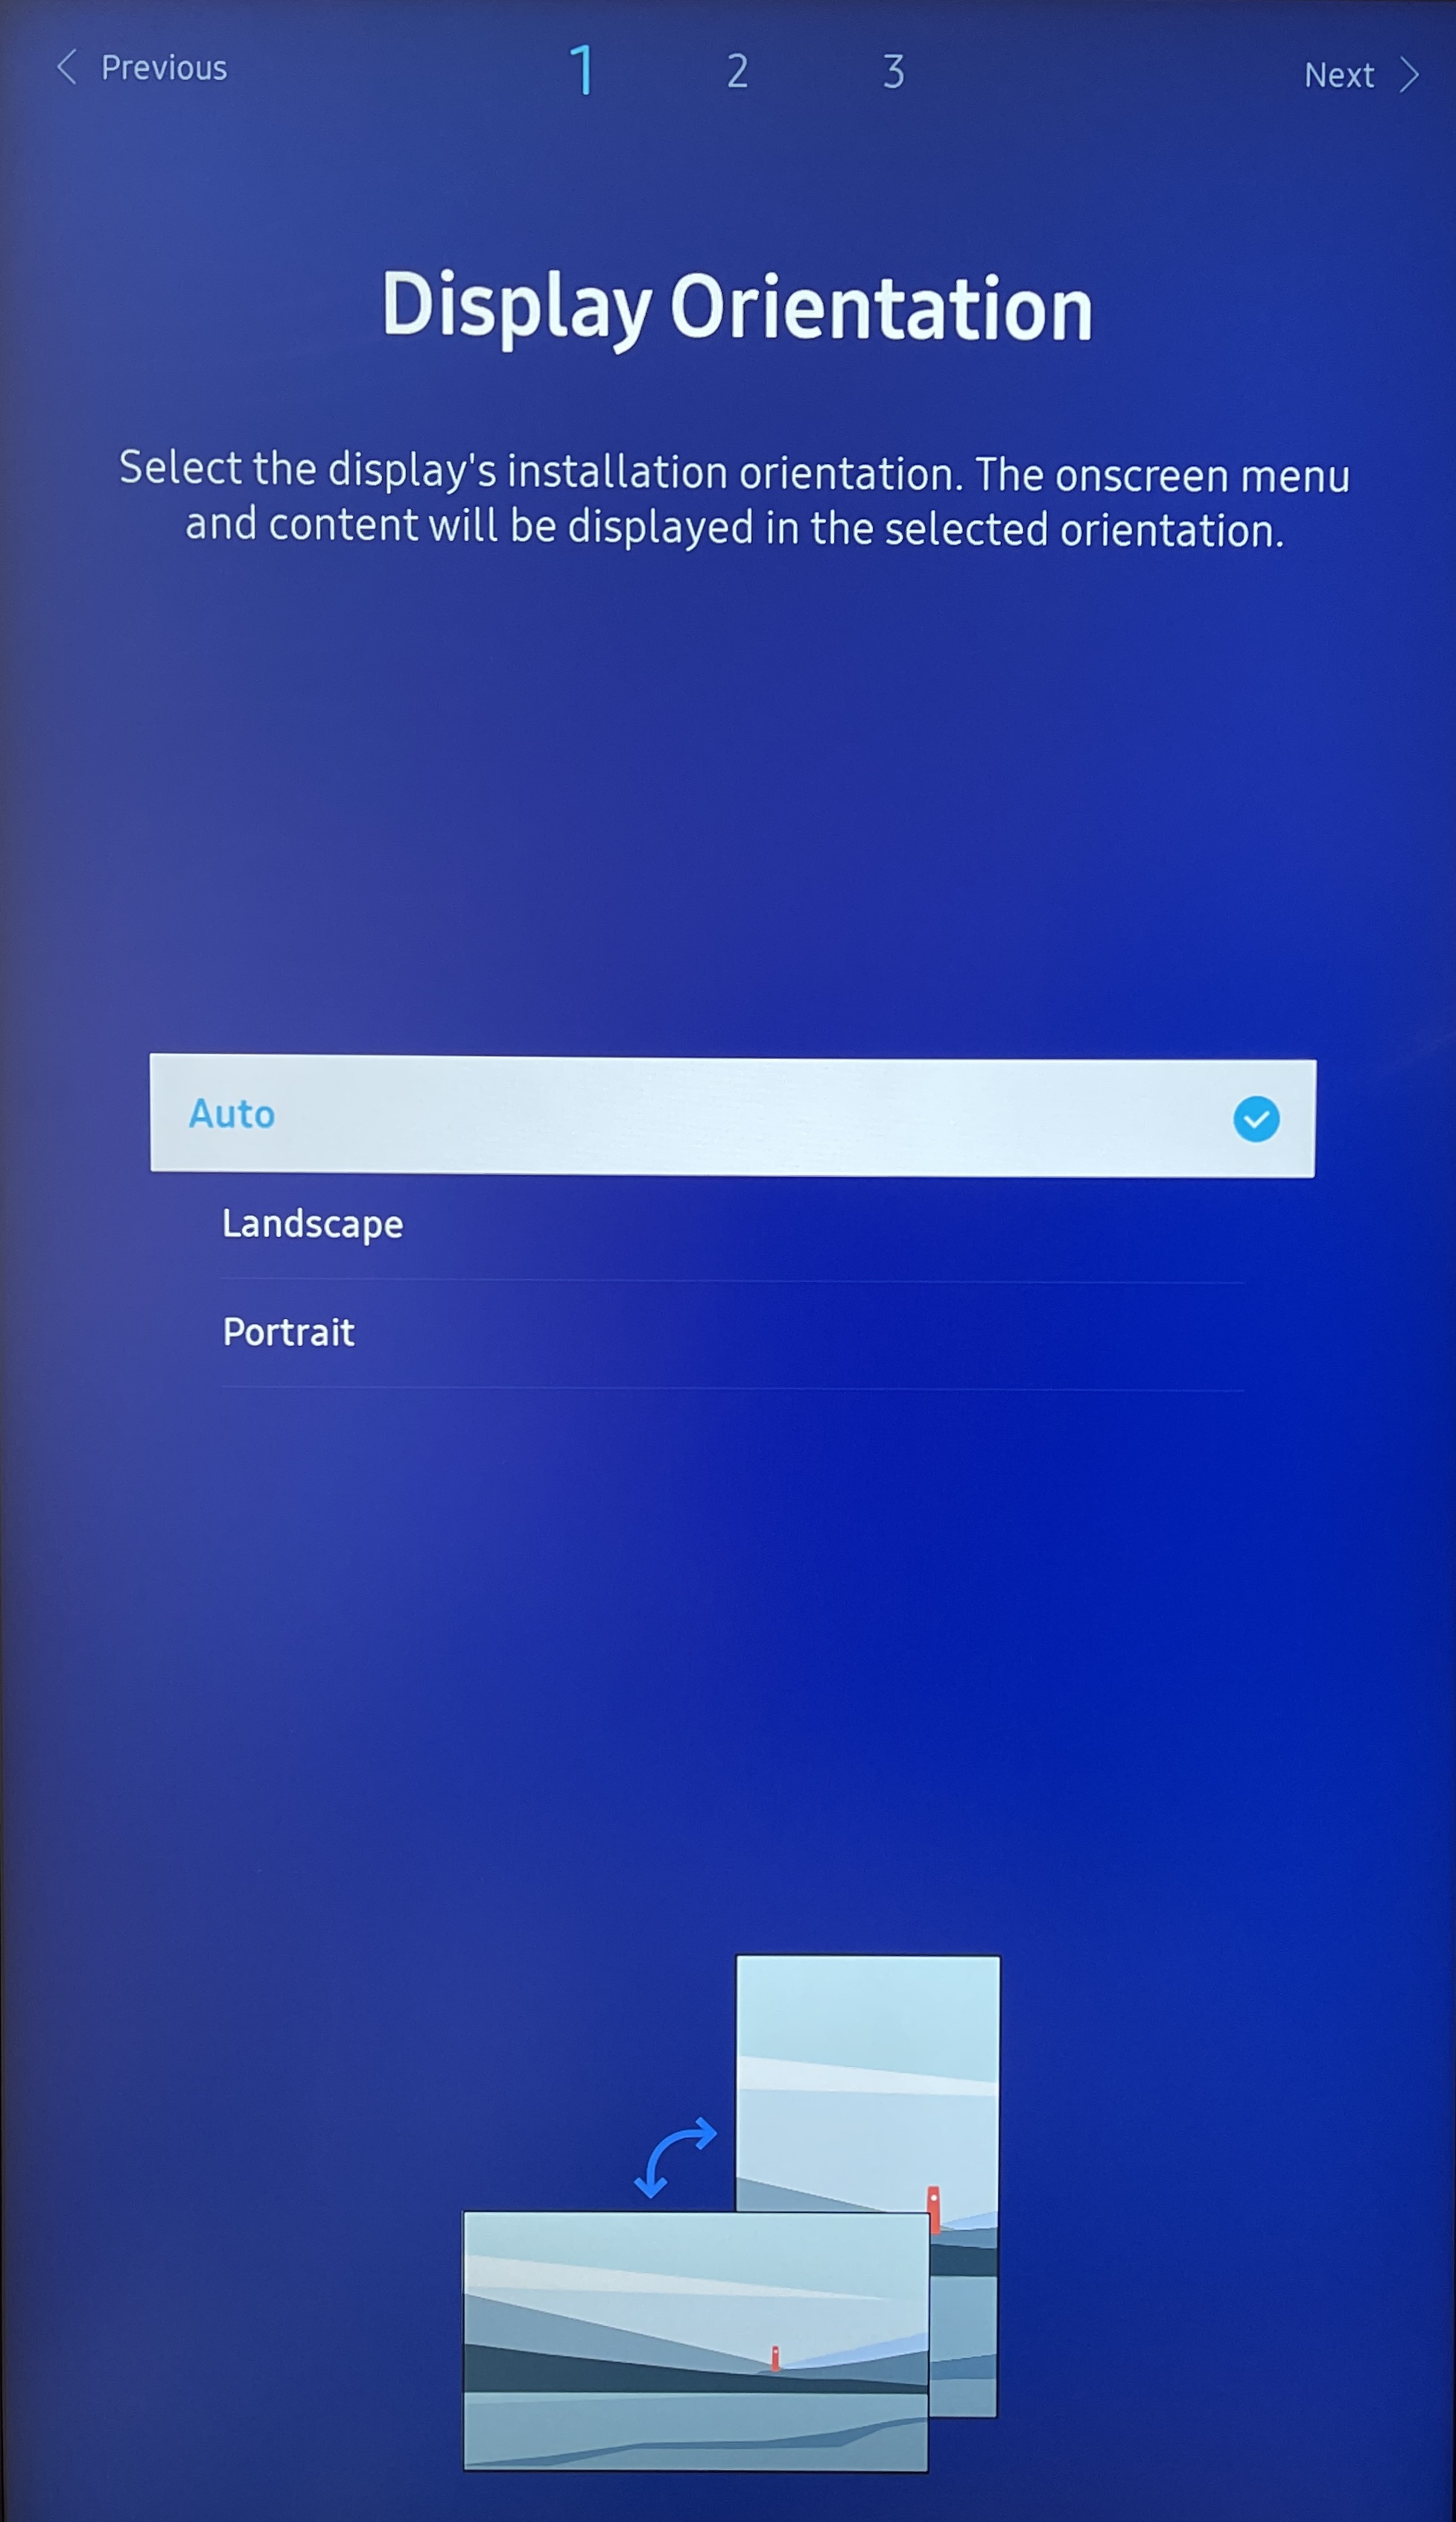 Previous
1
2
3
Next
Display Orientation
Select the display's installation orientation. The onscreen menu
and content will be displayed in the selected orientation.
Auto
Landscape
Portrait